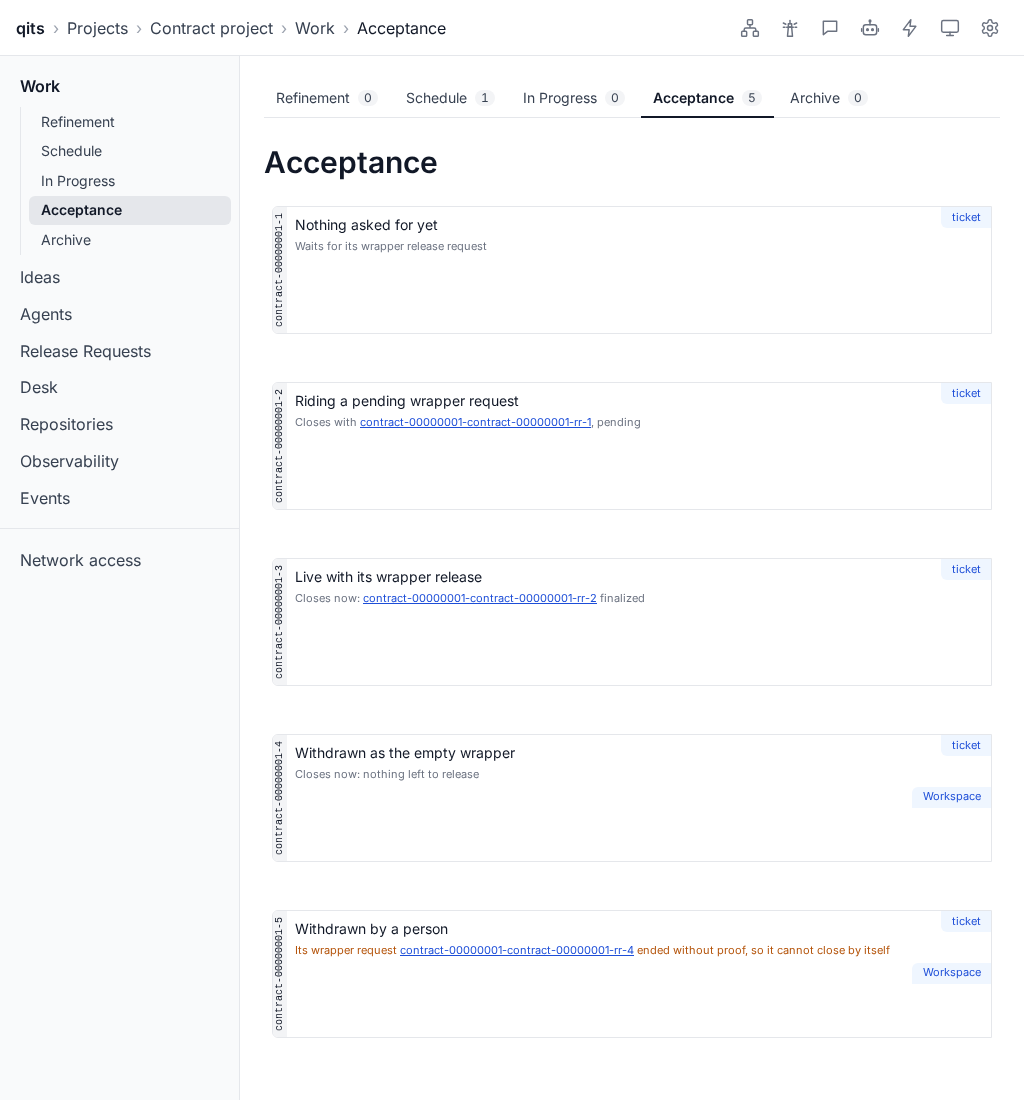 qits › Projects › Contract project › Work › Acceptance
Work
Refinement
Schedule
In Progress
Acceptance
Archive
Ideas
Agents
Release Requests
Desk
Repositories
Observability
Events
Network access
Refinement 0 Schedule 1 In Progress 0 Acceptance 5 Archive 0
Acceptance
contract-00000001-1
Nothing asked for yet
ticket
Waits for its wrapper release request
contract-00000001-2
Riding a pending wrapper request
ticket
Closes with contract-00000001-contract-00000001-rr-1, pending
contract-00000001-3
Live with its wrapper release
ticket
Closes now: contract-00000001-contract-00000001-rr-2 finalized
contract-00000001-4
Withdrawn as the empty wrapper
ticket
Closes now: nothing left to release
Workspace
contract-00000001-5
Withdrawn by a person
ticket
Its wrapper request contract-00000001-contract-00000001-rr-4 ended without proof, so it cannot close by itself
Workspace